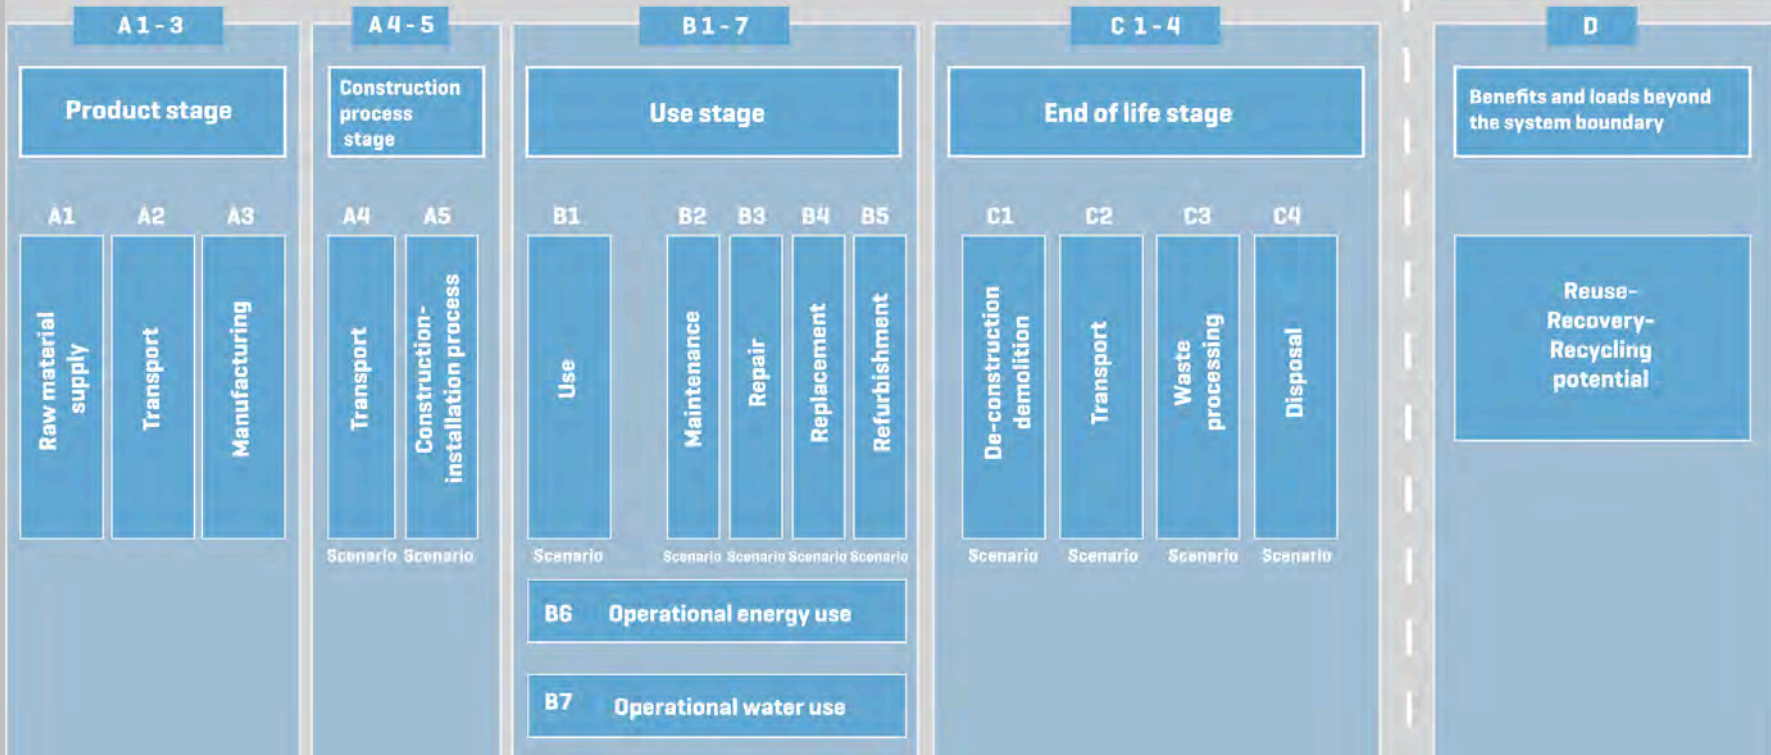 A1-3
A4-5
B1-7
C 1-4
D
Product stage
Construction
process
stage
Use stage
End of life stage
Benefits and loads beyond
the system boundary
A1
A2
A3
A4
A5
B1
B2
B3
B4
B5
C1
C2
C3
C4
Raw material
supply
Transport
Manufacturing
Transport
Construction-
installation process
Use
Maintenance
Repair
Replacement
Refurbishment
De-construction
demolition
Transport
Waste
processing
Disposal
Reuse-
Recovery-
Recycling
potential
Scenario
Scenario
Scenario
Scenario
Scenario
Scenario
Scenario
Scenario
Scenario
Scenario
Scenario
B6 Operational energy use
B7 Operational water use